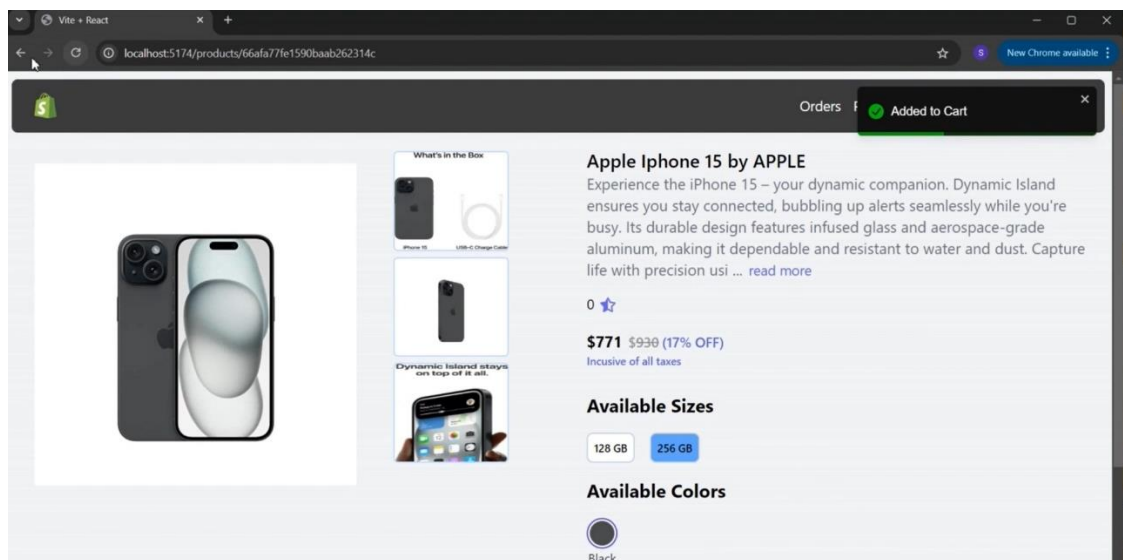 Vite + React
localhost:5174/products/66afa77fe1590baab262314c
S
New Chrome available
Orders
Added to Cart
What's in the Box
iPhone 15
USB-C Charge Cable
Dynamic Island stays
on top of it all.
Apple Iphone 15 by APPLE
Experience the iPhone 15 – your dynamic companion. Dynamic Island
ensures you stay connected, bubbling up alerts seamlessly while you're
busy. Its durable design features infused glass and aerospace-grade
aluminum, making it dependable and resistant to water and dust. Capture
life with precision usi ... read more
0
$771 $930 (17% OFF)
Incusive of all taxes
Available Sizes
128 GB 256 GB
Available Colors
Black